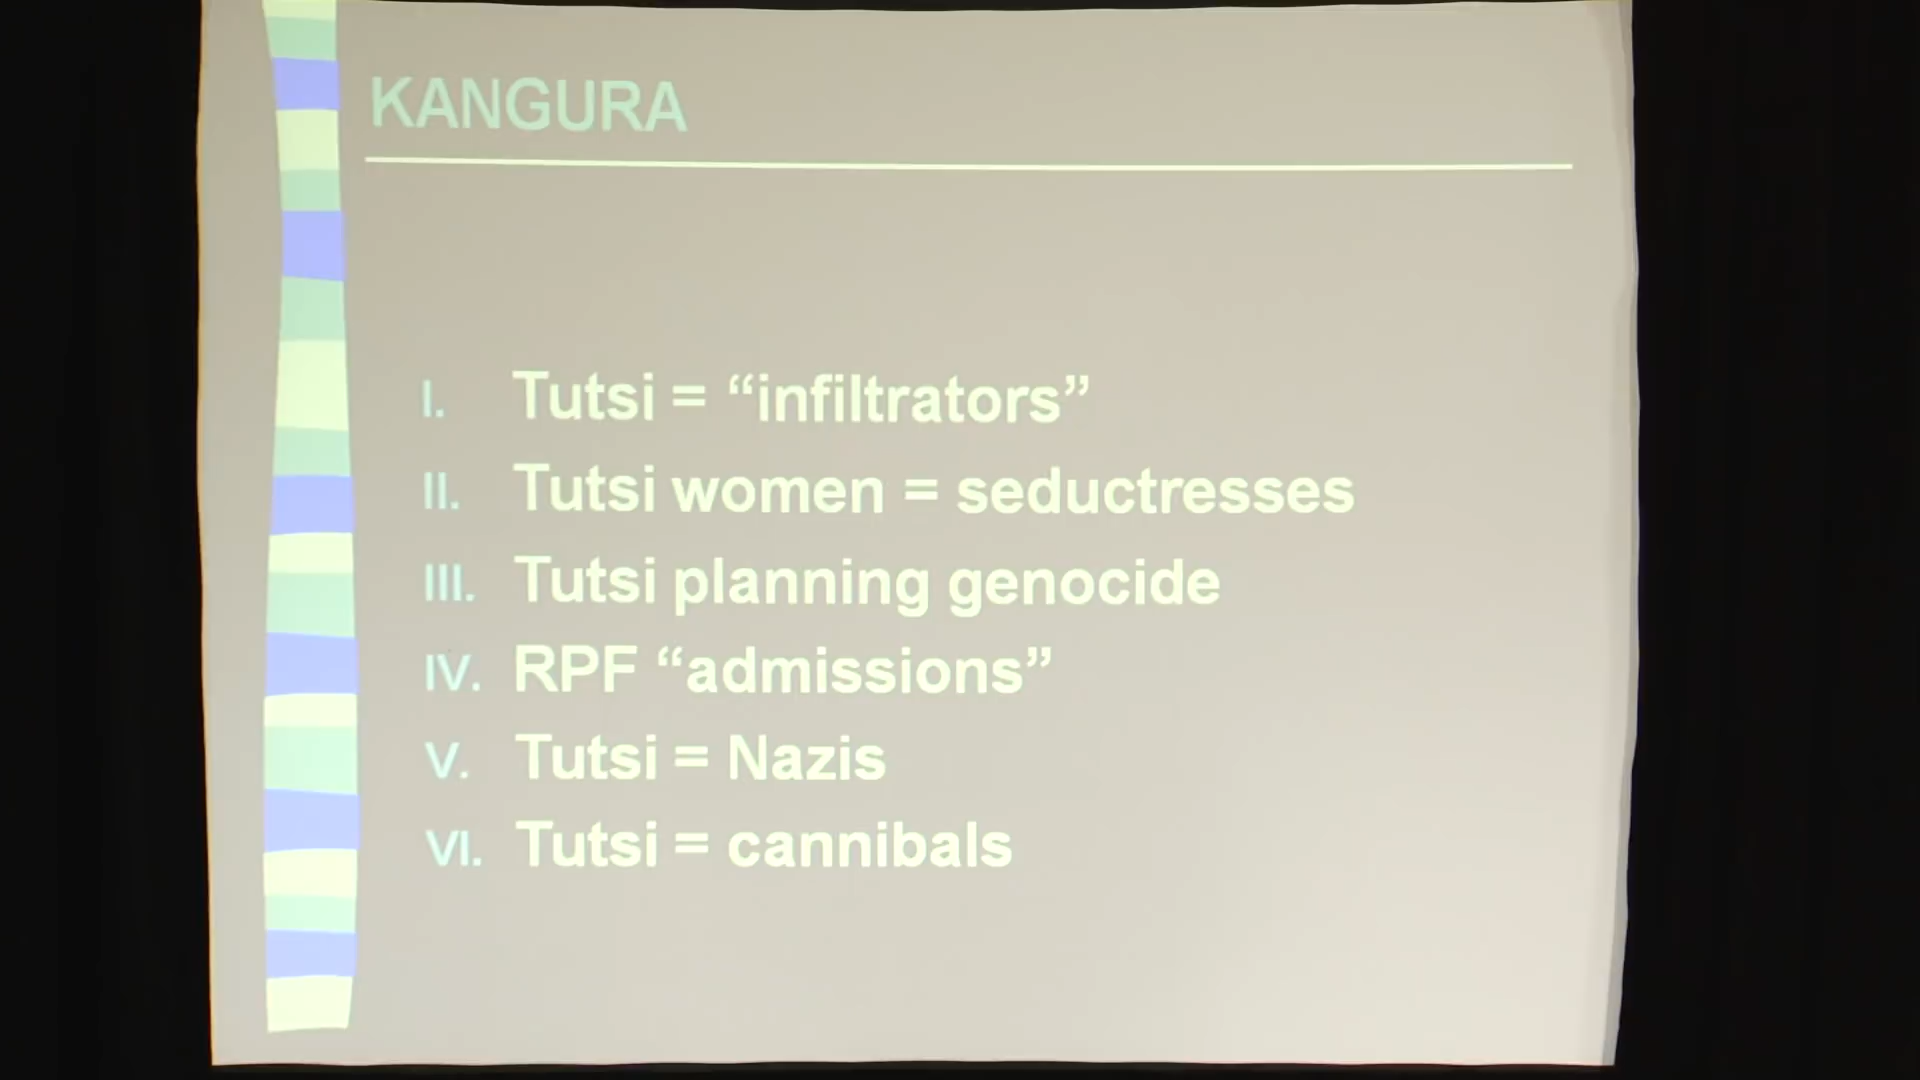 KANGURA
I. Tutsi = “infiltrators”
II. Tutsi women = seductresses
III. Tutsi planning genocide
IV. RPF “admissions”
V. Tutsi = Nazis
VI. Tutsi = cannibals